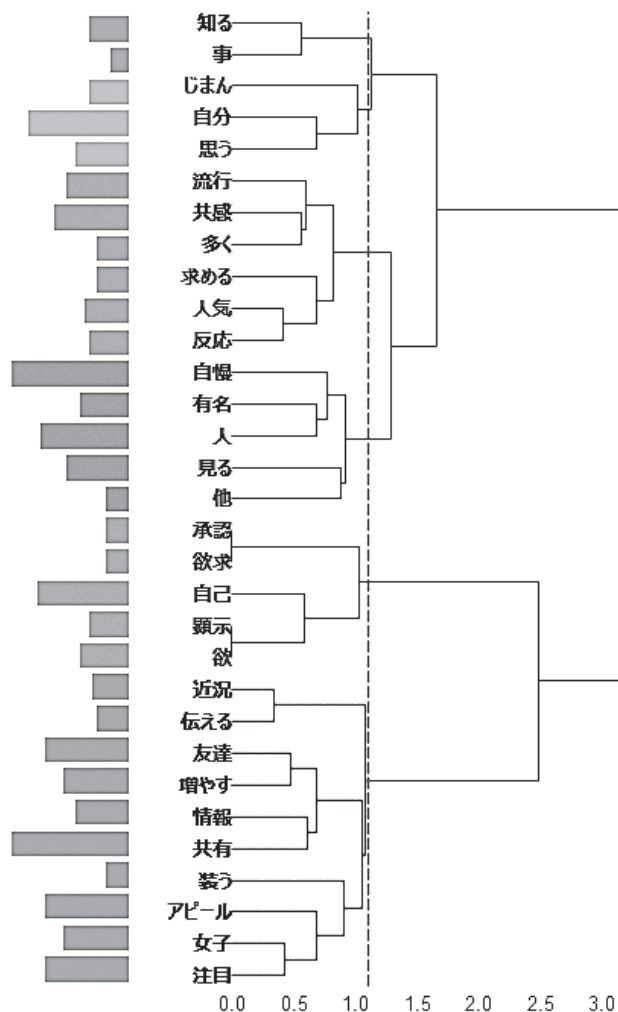 知る
事
じまん
自分
思う
流行
共感
多く
求める
人気
反応
自慢
有名
人
見る
他
承認
欲求
自己
顕示
欲
近況
伝える
友達
増やす
情報
共有
装う
アピール
女子
注目
0.0 0.5 1.0 1.5 2.0 2.5 3.0